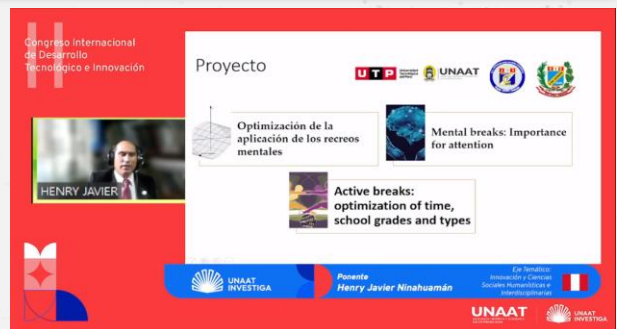 Congreso Internacional
de Desarrollo
Tecnológico e Innovación
Proyecto
UTP
UNAAT
HENRY JAVIER
Optimización de la
aplicación de los recreos
mentales
Mental breaks: Importance
for attention
Active breaks:
optimization of time,
school grades and types
UNAAT
INVESTIGA
Ponente
Henry Javier Ninahuamán
Eje Temático:
Innovación y Ciencias
Sociales Humanísticas e
Interdisciplinarias
UNAAT
UNAAT
INVESTIGA